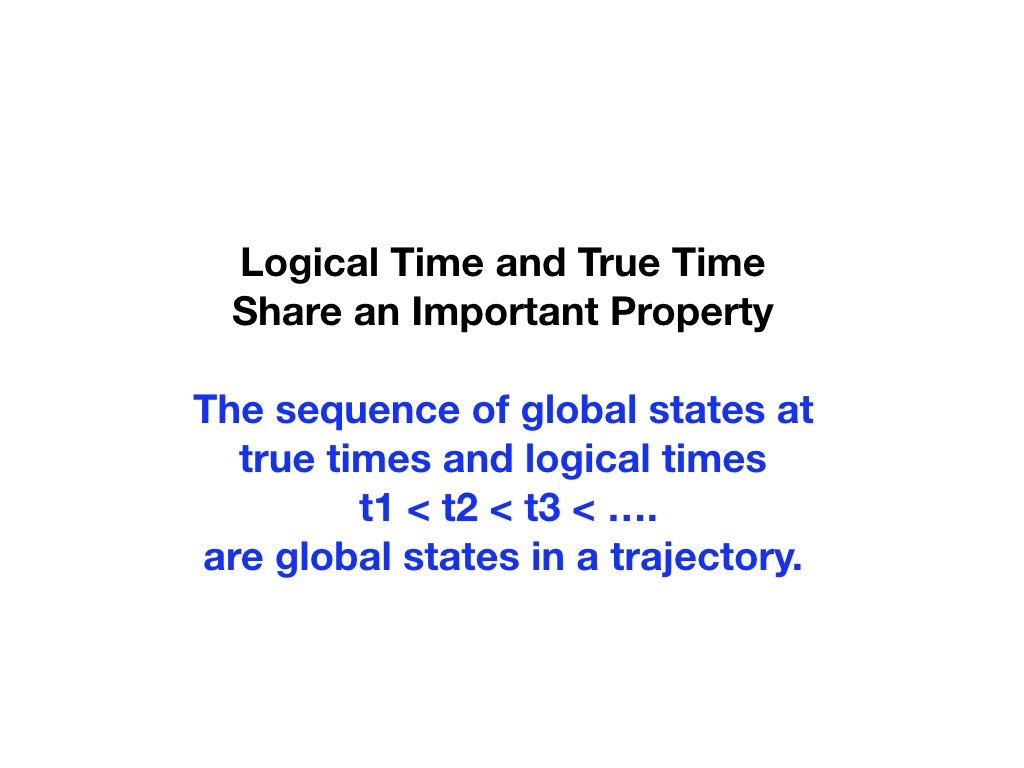 Logical Time and True Time
Share an Important Property
The sequence of global states at
true times and logical times
t1 < t2 < t3 < ….
are global states in a trajectory.